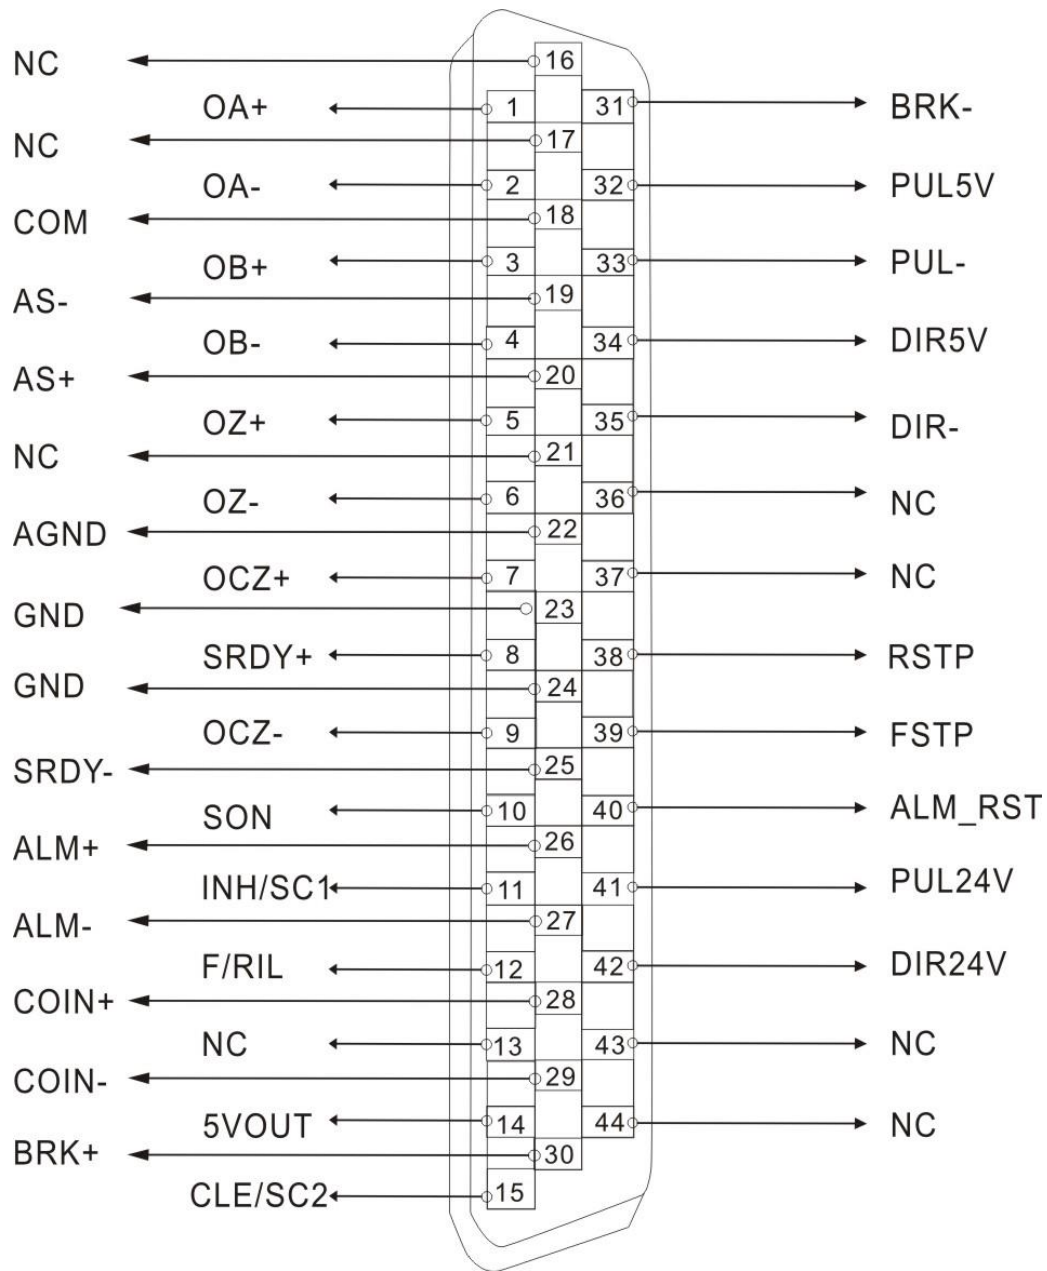 NC 16
OA+ 1 31 BRK-
NC 17
OA- 2 32 PUL5V
COM 18
OB+ 3 33 PUL-
AS- 19
OB- 4 34 DIR5V
AS+ 20
OZ+ 5 35 DIR-
NC 21
OZ- 6 36 NC
AGND 22
OCZ+ 7 37 NC
GND 23
SRDY+ 8 38 RSTP
GND 24
OCZ- 9 39 FSTP
SRDY- 25
SON 10 40 ALM_RST
ALM+ 26
INH/SC1 11 41 PUL24V
ALM- 27
F/RIL 12 42 DIR24V
COIN+ 28
NC 13 43 NC
COIN- 29
5VOUT 14 44 NC
BRK+ 30
CLE/SC2 15